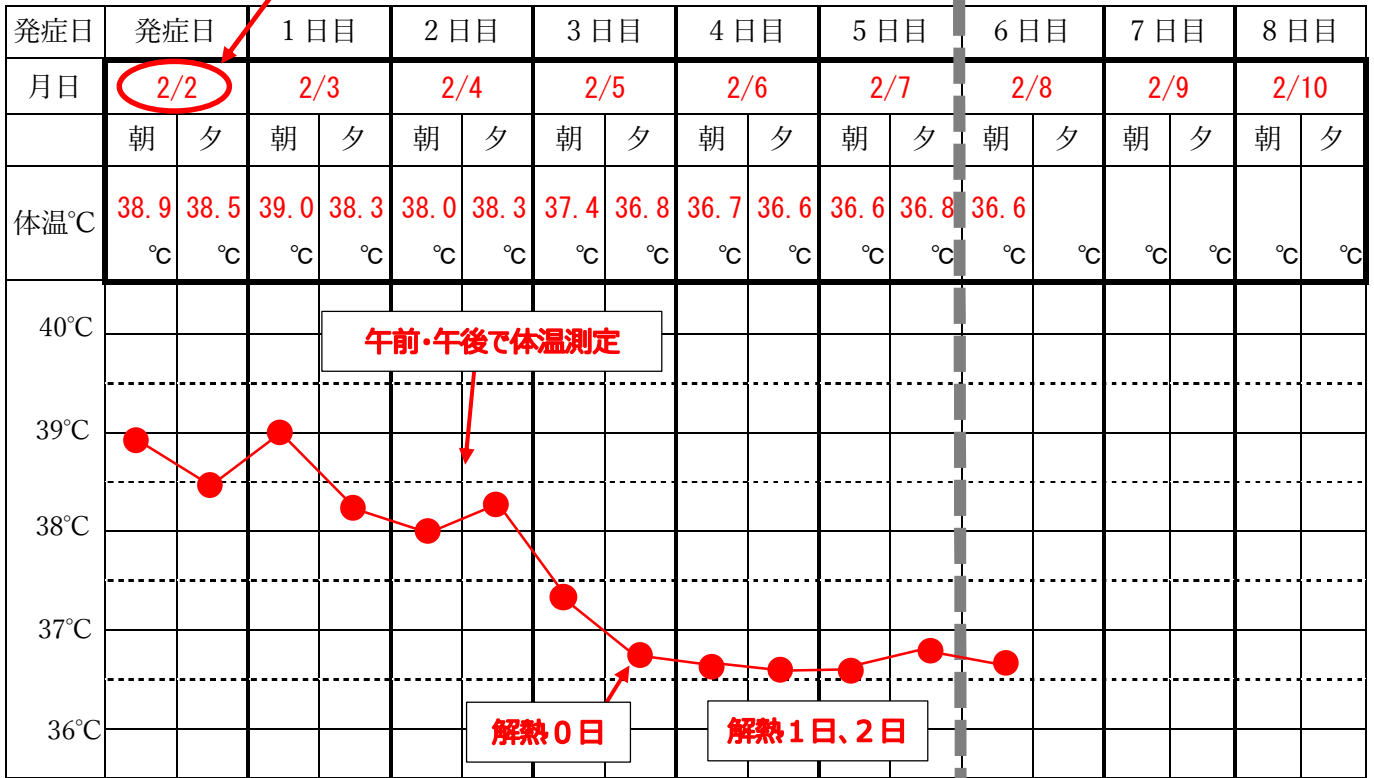 発症日 発症日 1日目 2日目 3日目 4日目 5日目 6日目 7日目 8日目
月日 2/2 2/3 2/4 2/5 2/6 2/7 2/8 2/9 2/10
朝 夕 朝 夕 朝 夕 朝 夕 朝 夕 朝 夕 朝 夕 朝 夕 朝 夕
体温℃ 38.9 38.5 39.0 38.3 38.0 38.3 37.4 36.8 36.7 36.6 36.6 36.8 36.6
℃ ℃ ℃ ℃ ℃ ℃ ℃ ℃ ℃ ℃ ℃ ℃ ℃ ℃ ℃ ℃ ℃ ℃
40℃
午前・午後で体温測定
39℃
38℃
37℃
36℃
解熱0日
解熱1日、2日